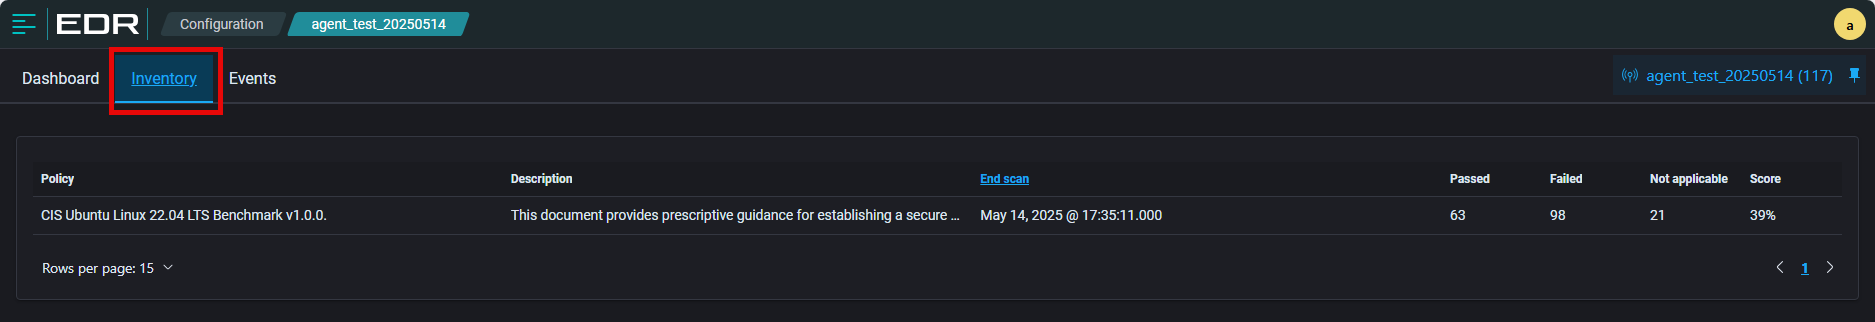 EDR Configuration agent_test_20250514 a
Dashboard Inventory Events agent_test_20250514 (117)
Policy Description End scan Passed Failed Not applicable Score
CIS Ubuntu Linux 22.04 LTS Benchmark v1.0.0. This document provides prescriptive guidance for establishing a secure ... May 14, 2025 @ 17:35:11.000 63 98 21 39%
Rows per page: 15 1